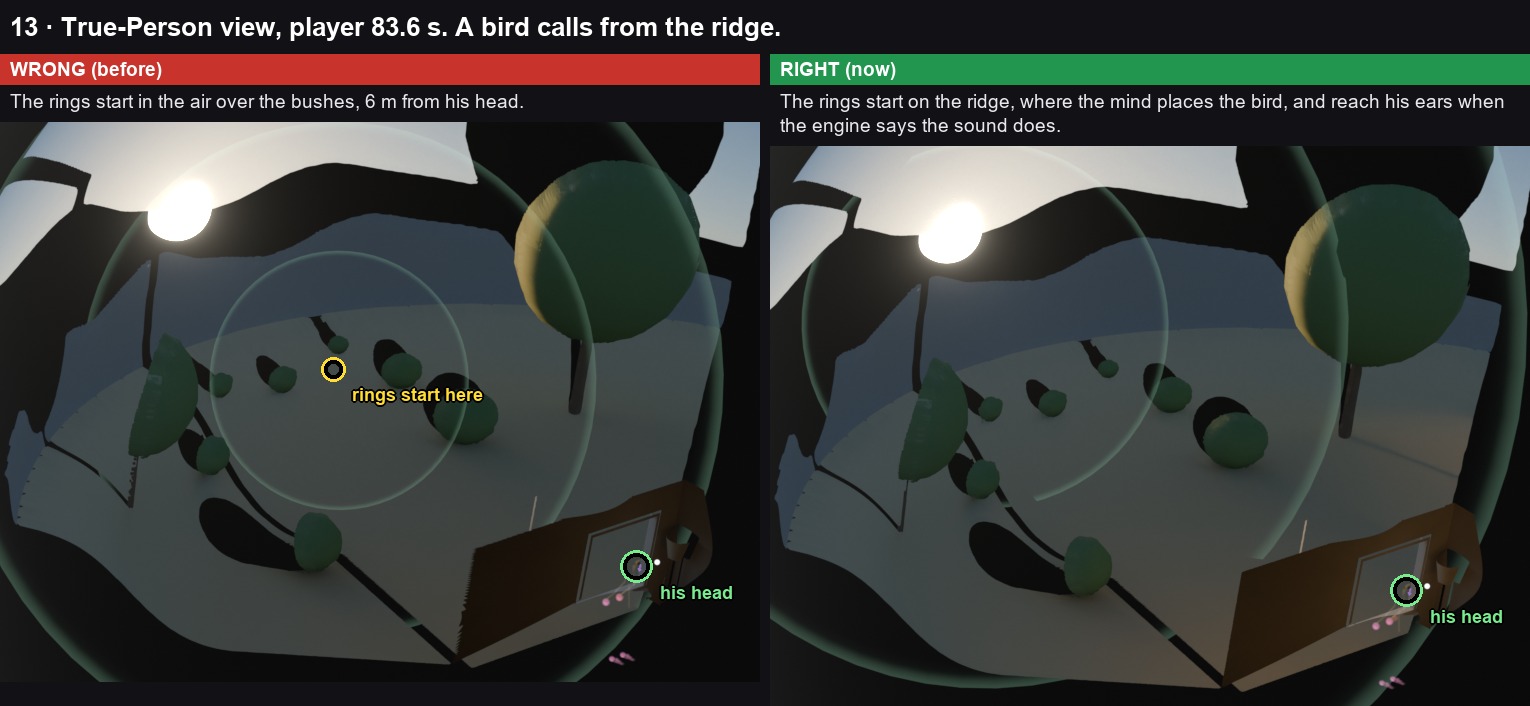 13 · True-Person view, player 83.6 s. A bird calls from the ridge.
WRONG (before)
The rings start in the air over the bushes, 6 m from his head.
rings start here
his head
RIGHT (now)
The rings start on the ridge, where the mind places the bird, and reach his ears when
the engine says the sound does.
his head